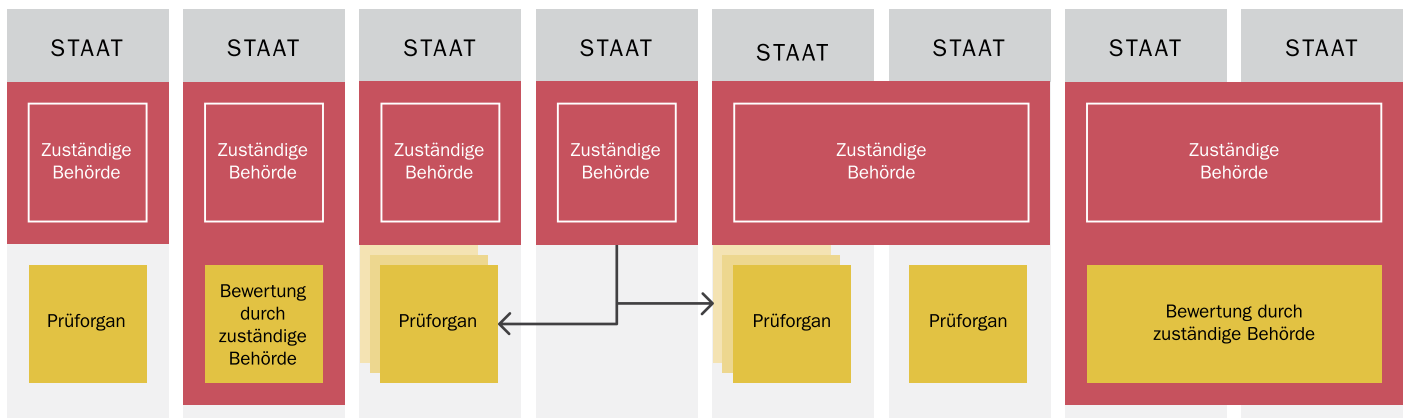 STAAT
STAAT
STAAT
STAAT
STAAT
STAAT
STAAT
STAAT
Zuständige
Behörde
Zuständige
Behörde
Zuständige
Behörde
Zuständige
Behörde
Zuständige
Behörde
Zuständige
Behörde
Prüforgan
Bewertung
durch
zuständige
Behörde
Prüforgan
Prüforgan
Prüforgan
Bewertung durch
zuständige Behörde